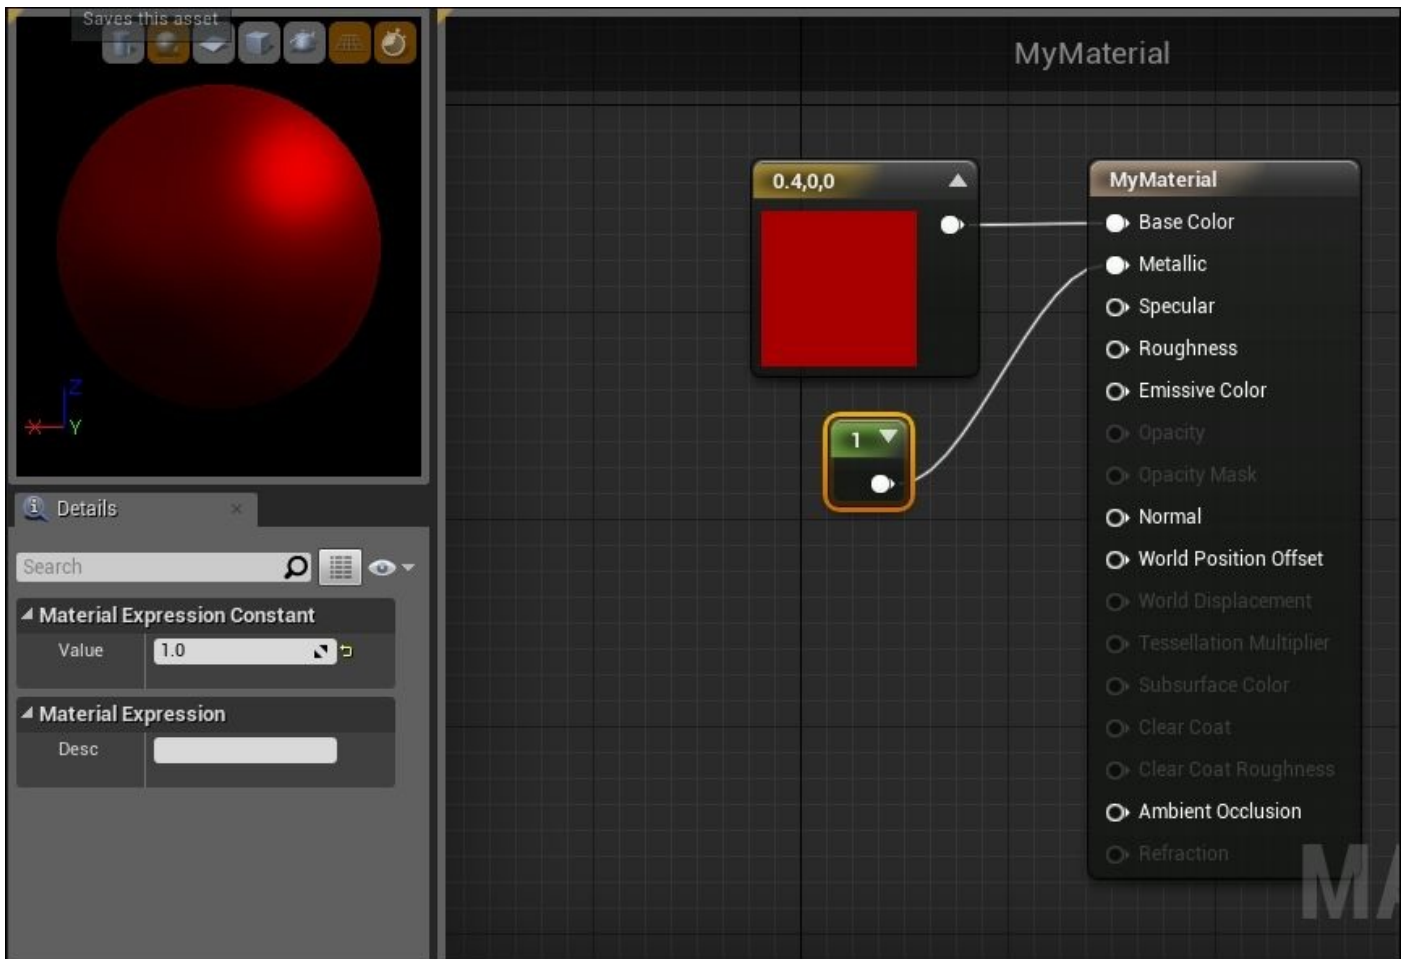 Saves this asset
MyMaterial
0.4,0,0
MyMaterial
Base Color
Metallic
Specular
Roughness
Emissive Color
Opacity
Opacity Mask
Normal
World Position Offset
World Displacement
Tessellation Multiplier
Subsurface Color
Clear Coat
Clear Coat Roughness
Ambient Occlusion
Refraction
1
Z
X
Y
Details
Search
Material Expression Constant
Value 1.0
Material Expression
Desc
MA